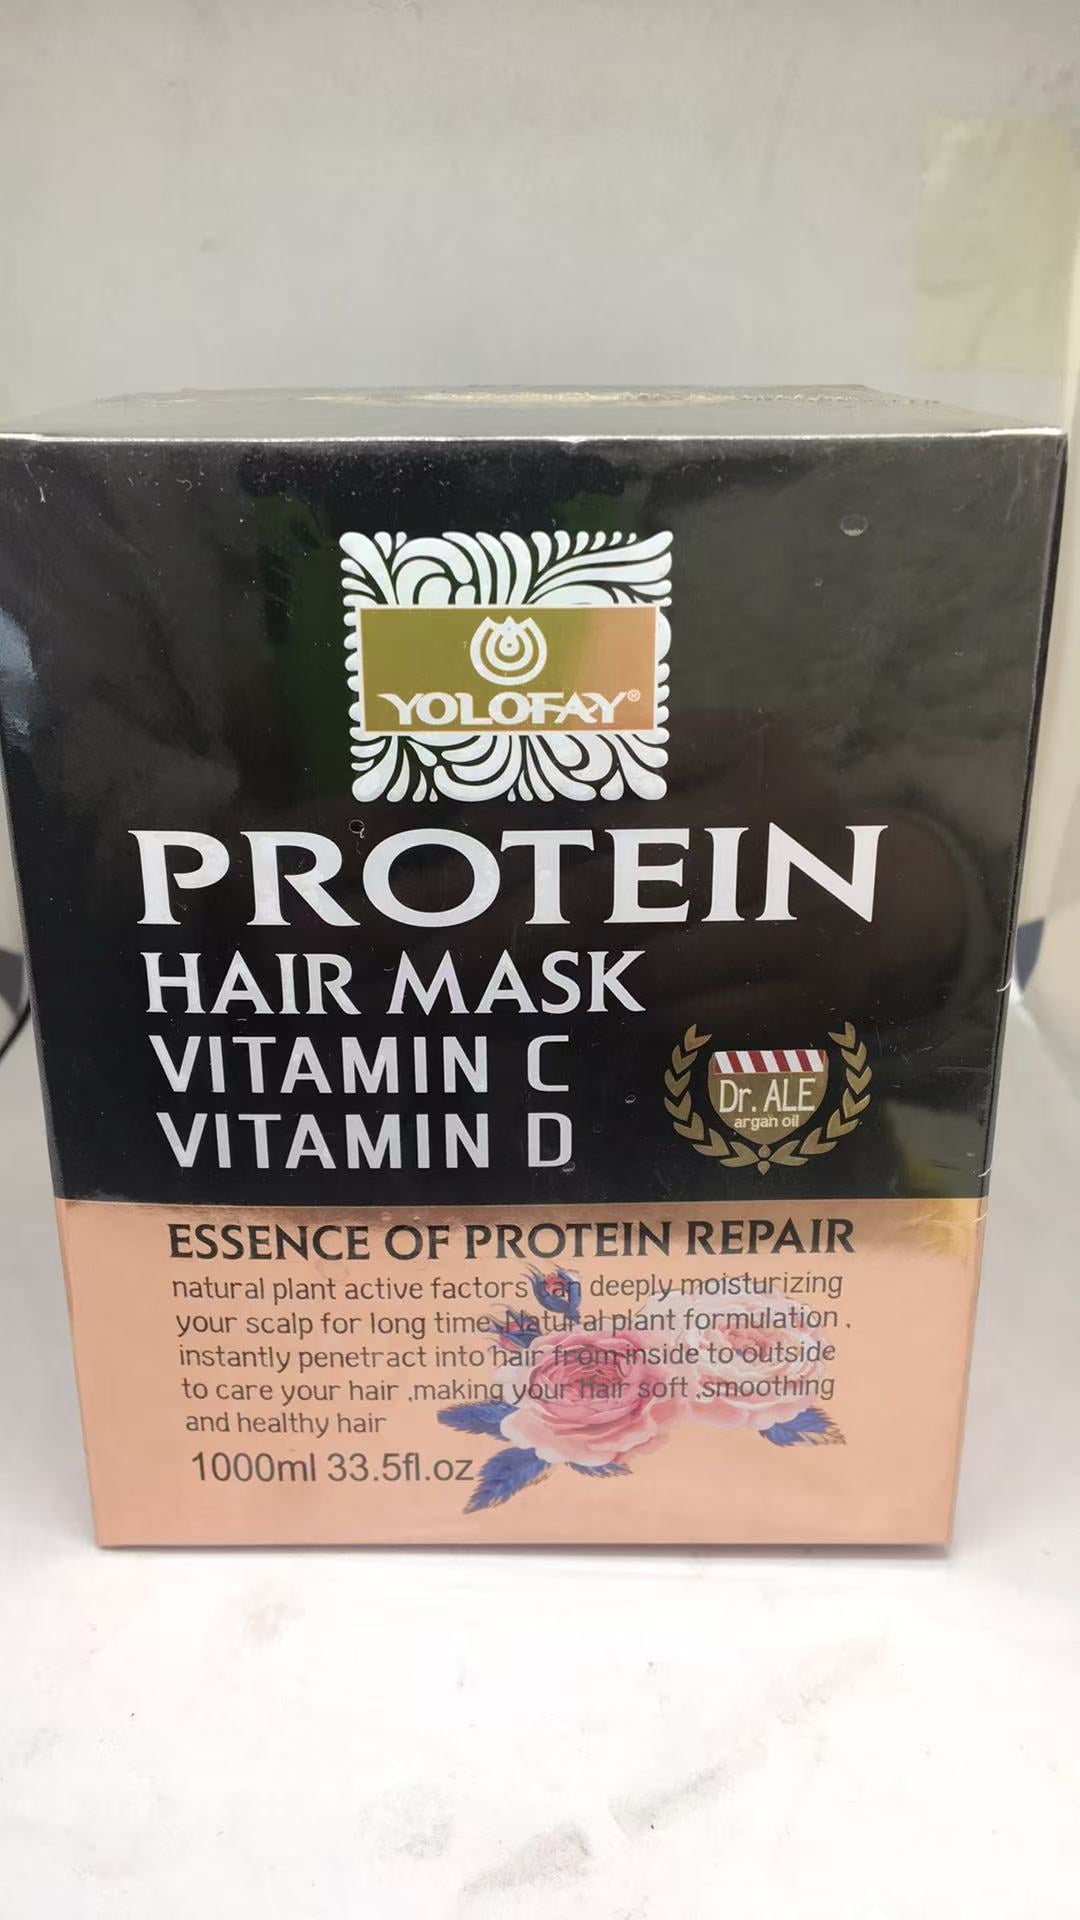 YOLOFAY®
PROTEIN
HAIR MASK
VITAMIN C
VITAMIN D
Dr. ALE
argan oil
ESSENCE OF PROTEIN REPAIR
natural plant active factors can deeply moisturizing
your scalp for long time,Natural plant formulation ,
instantly penetract into hair from inside to outside
to care your hair ,making your hair soft ,smoothing
and healthy hair
1000ml 33.5fl.oz